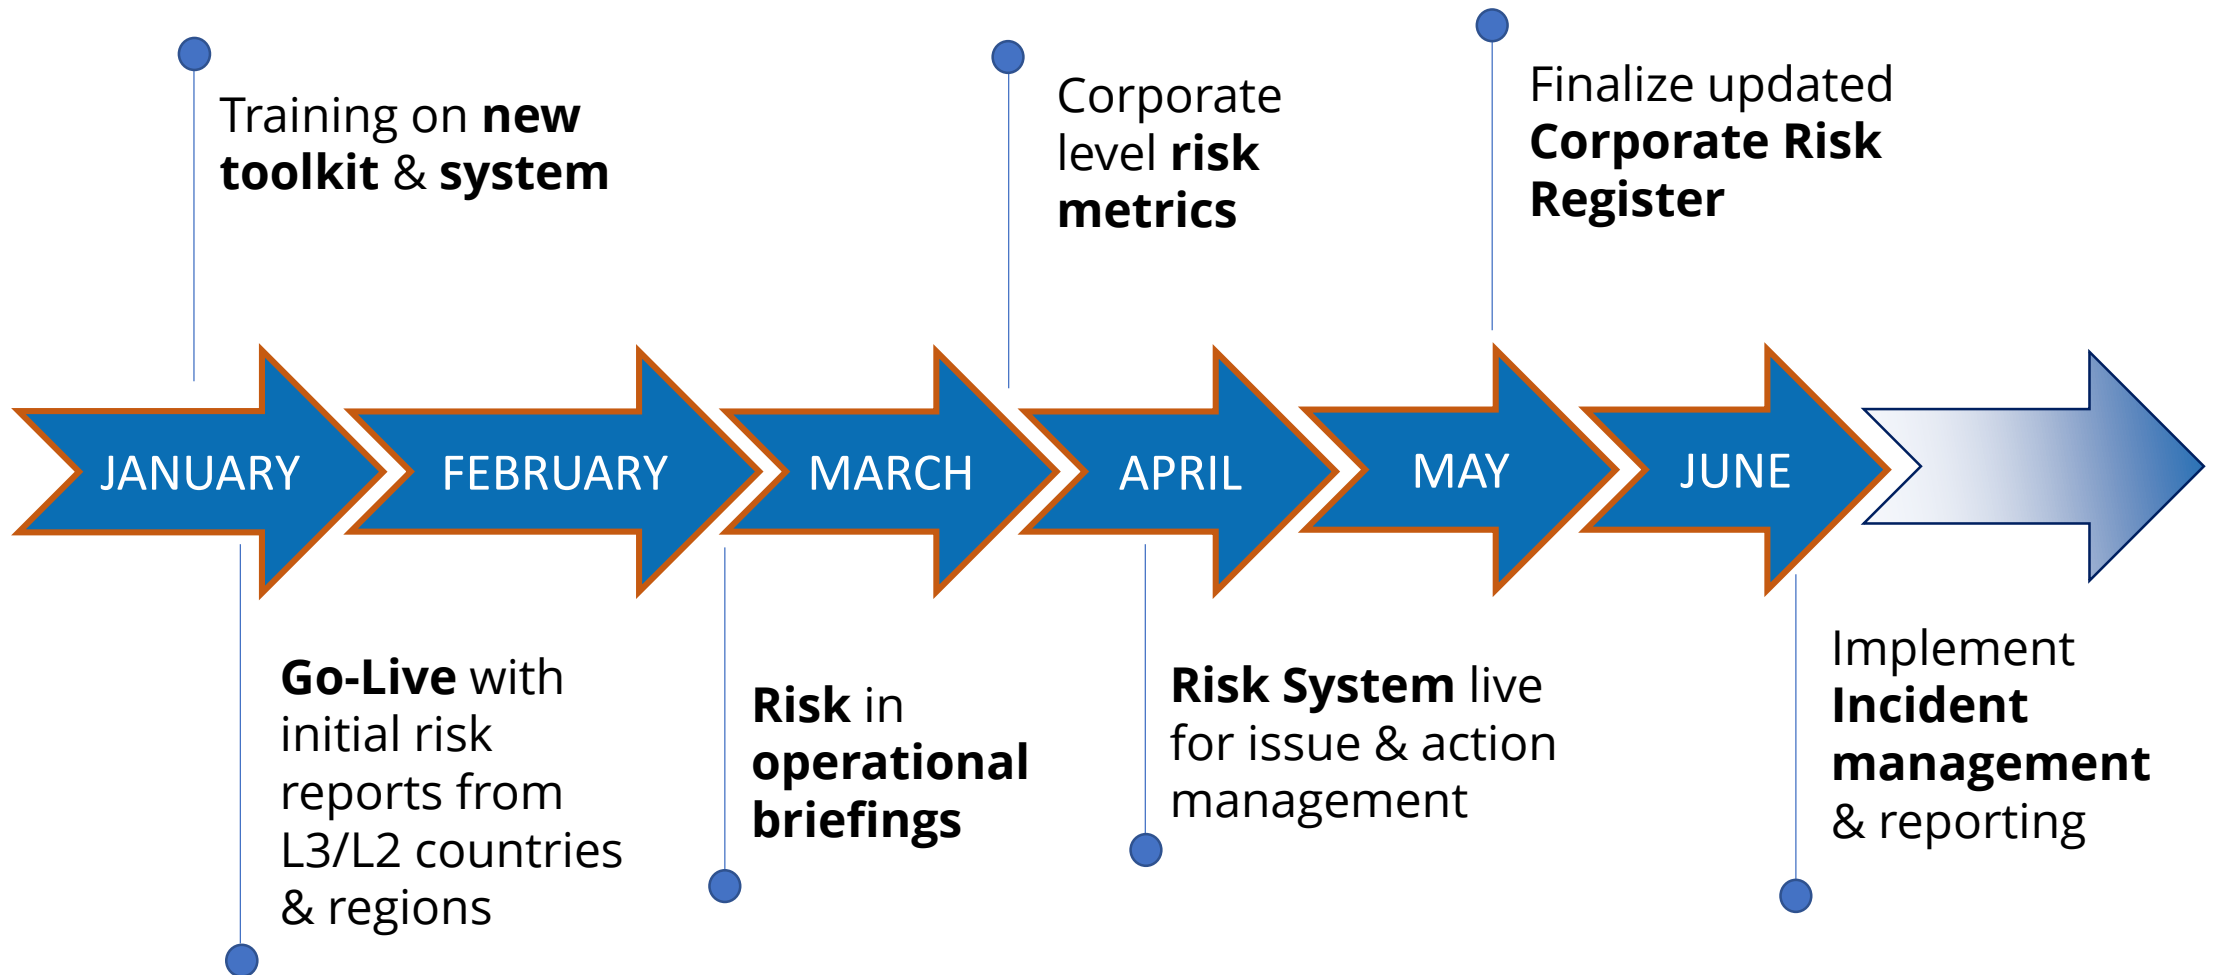 Training on new
toolkit & system
Corporate
level risk
metrics
Finalize updated
Corporate Risk
Register
JANUARY
FEBRUARY
MARCH
APRIL
MAY
JUNE
Go-Live with
initial risk
reports from
L3/L2 countries
& regions
Risk in
operational
briefings
Risk System live
for issue & action
management
Implement
Incident
management
& reporting